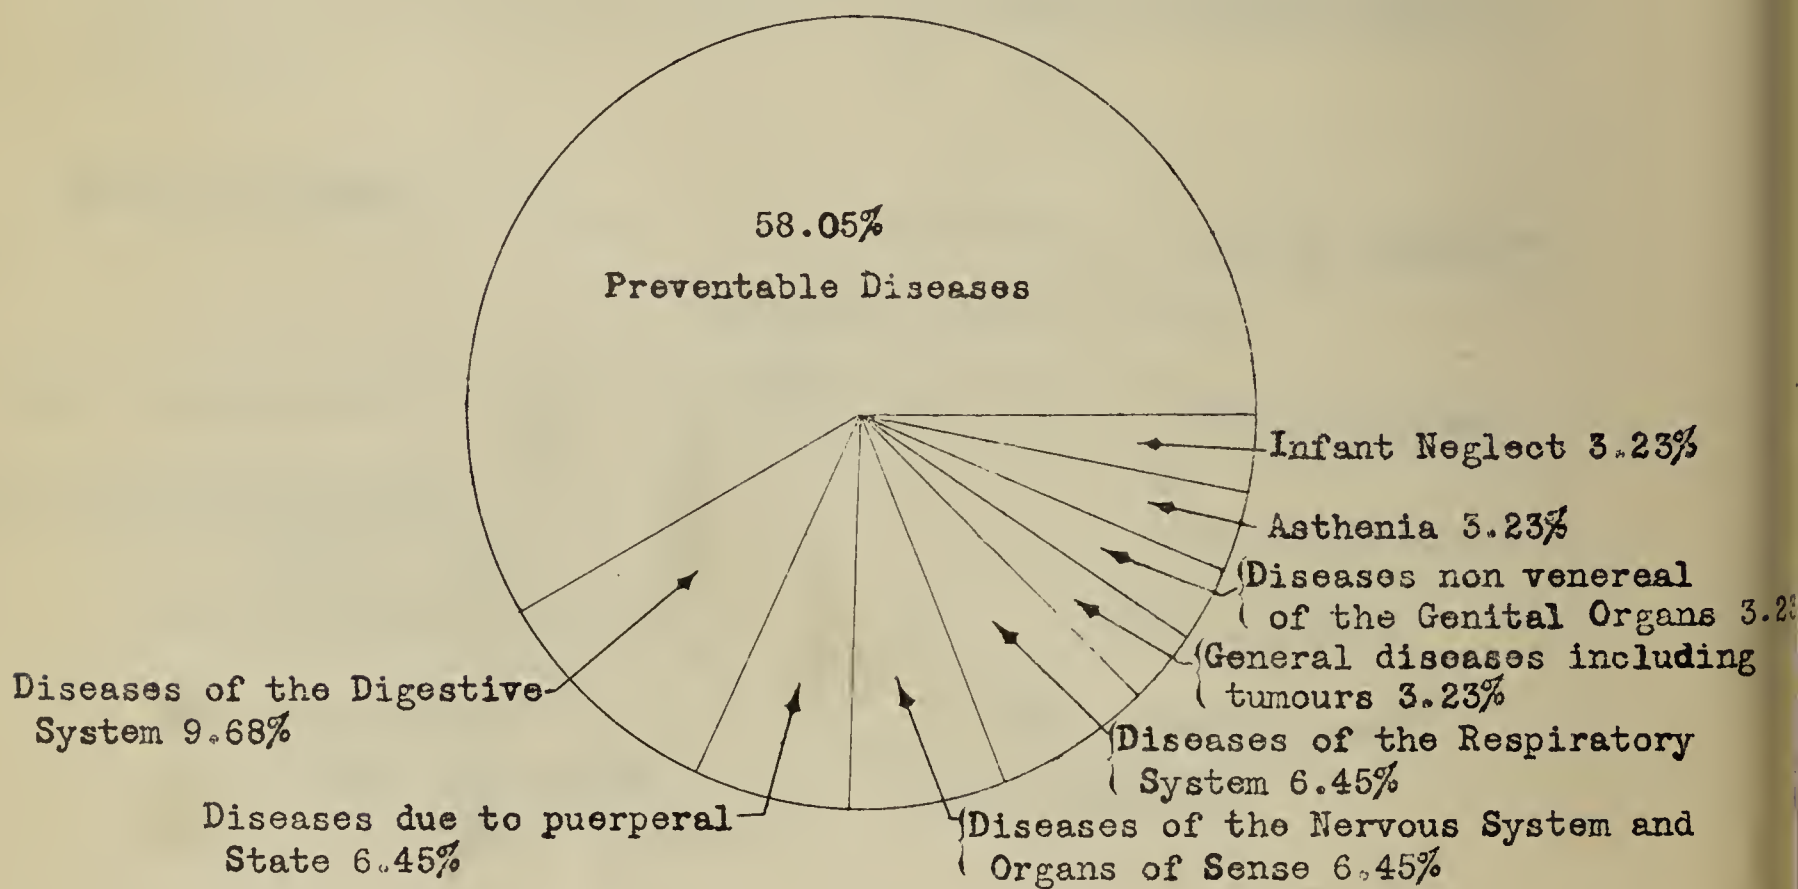 58.05%
Preventable Diseases
Infant Neglect 3.23%
Asthenia 3.23%
Diseases non venereal
of the Genital Organs 3.23
General diseases including
tumours 3.23%
Diseases of the Respiratory
System 6.45%
Diseases of the Nervous System and
Organs of Sense 6.45%
Diseases due to puerperal
State 6.45%
Diseases of the Digestive
System 9.68%